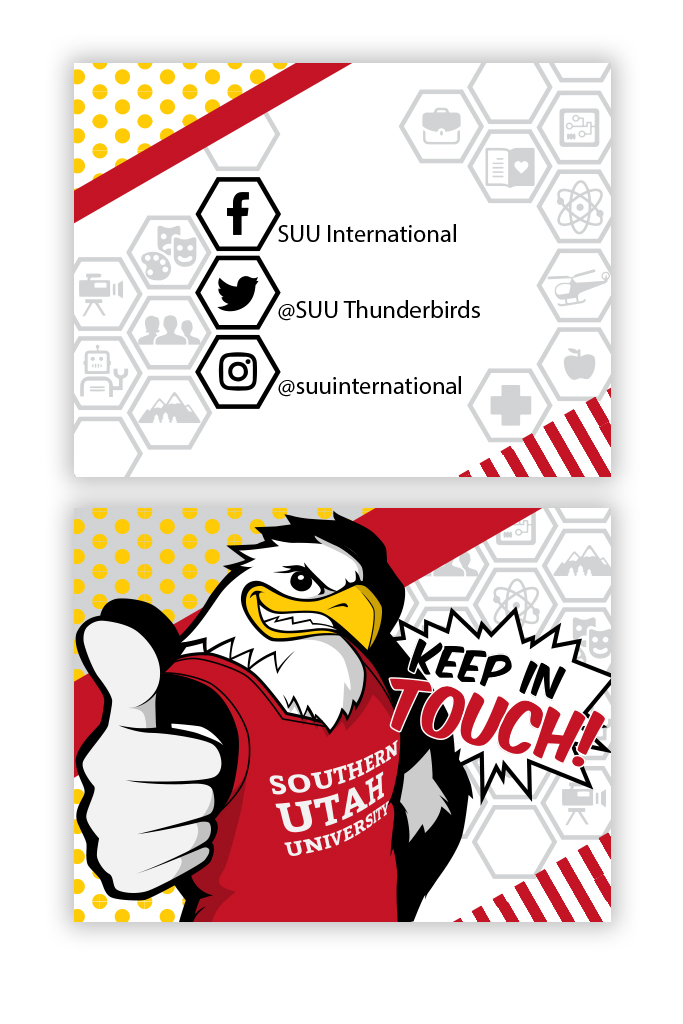 SUU International
@SUU Thunderbirds
@suuinternational
KEEP IN
TOUCH!
SOUTHERN
UTAH
UNIVERSITY